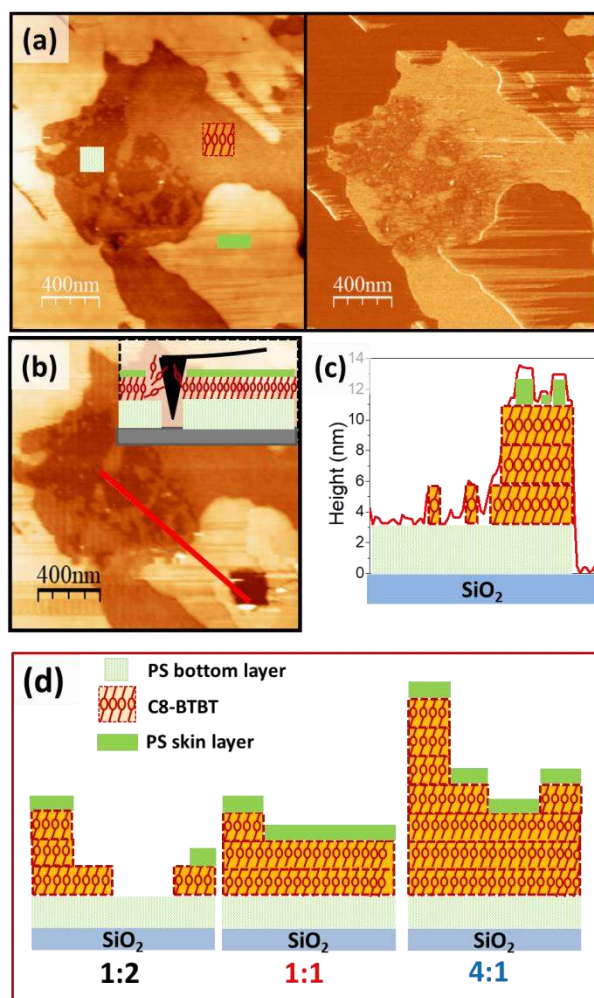 (a)
400nm
400nm
(b)
400nm
(c)
14
12
10
8
6
4
2
0
Height (nm)
SiO₂
(d)
PS bottom layer
C8-BTBT
PS skin layer
SiO₂
SiO₂
SiO₂
1:2
1:1
4:1